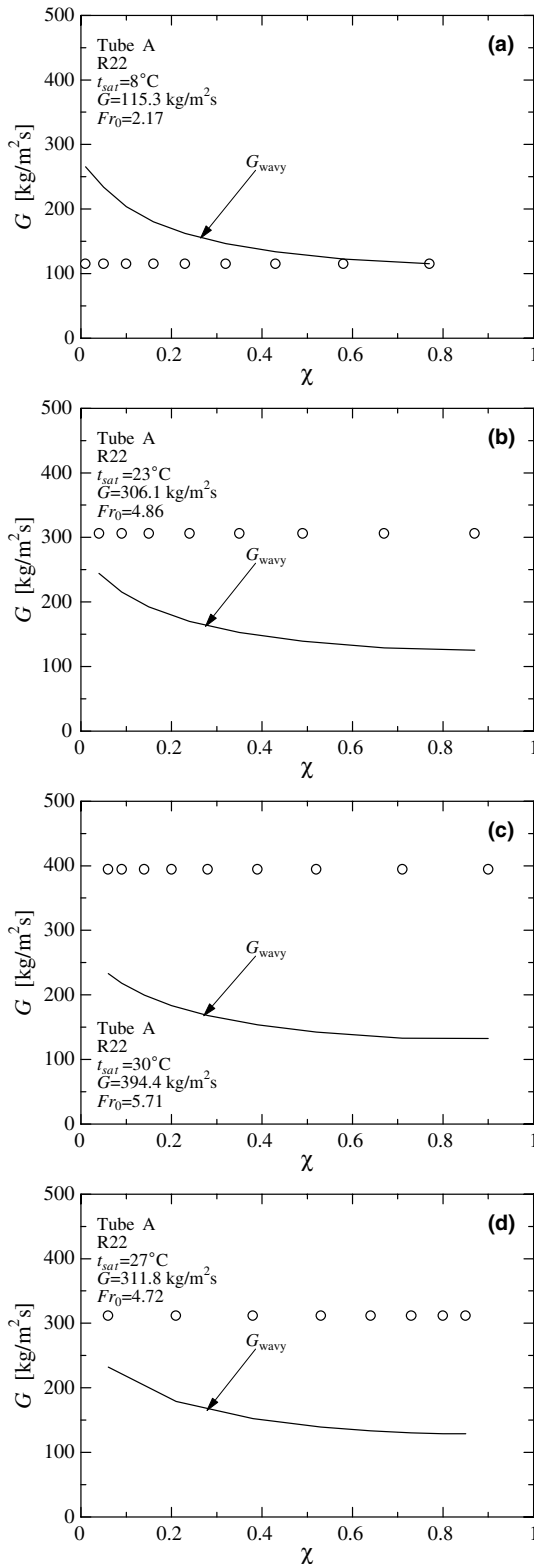 500
(a)
Tube A
R22
t_sat=8°C
G=115.3 kg/m²s
Fr₀=2.17
400
300
G_wavy
200
100
0
G [kg/m²s]
0 0.2 0.4 0.6 0.8 1
χ
500
(b)
Tube A
R22
t_sat=23°C
G=306.1 kg/m²s
Fr₀=4.86
400
300
G_wavy
200
100
0
G [kg/m²s]
0 0.2 0.4 0.6 0.8 1
χ
500
(c)
400
300
G_wavy
200
Tube A
R22
t_sat=30°C
G=394.4 kg/m²s
Fr₀=5.71
100
0
G [kg/m²s]
0 0.2 0.4 0.6 0.8 1
χ
500
(d)
Tube A
R22
t_sat=27°C
G=311.8 kg/m²s
Fr₀=4.72
400
300
G_wavy
200
100
0
G [kg/m²s]
0 0.2 0.4 0.6 0.8 1
χ